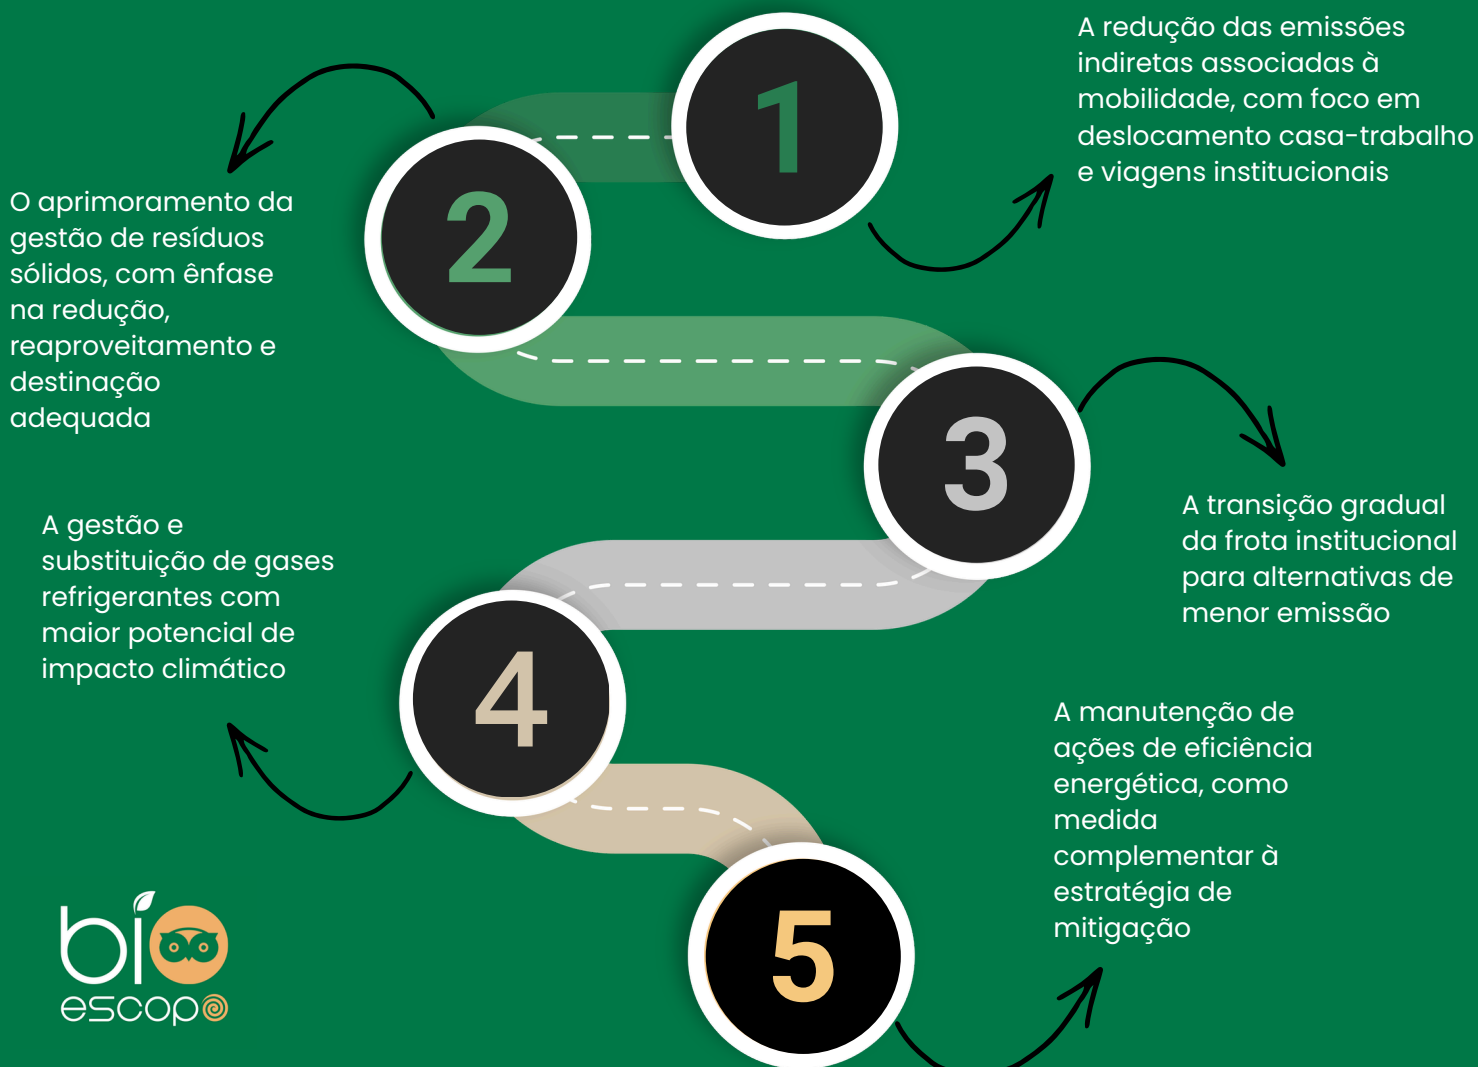 1
A redução das emissões
indiretas associadas à
mobilidade, com foco em
deslocamento casa-trabalho
e viagens institucionais
2
O aprimoramento da
gestão de resíduos
sólidos, com ênfase
na redução,
reaproveitamento e
destinação
adequada
3
A transição gradual
da frota institucional
para alternativas de
menor emissão
4
A gestão e
substituição de gases
refrigerantes com
maior potencial de
impacto climático
5
A manutenção de
ações de eficiência
energética, como
medida
complementar à
estratégia de
mitigação
bio
escopo